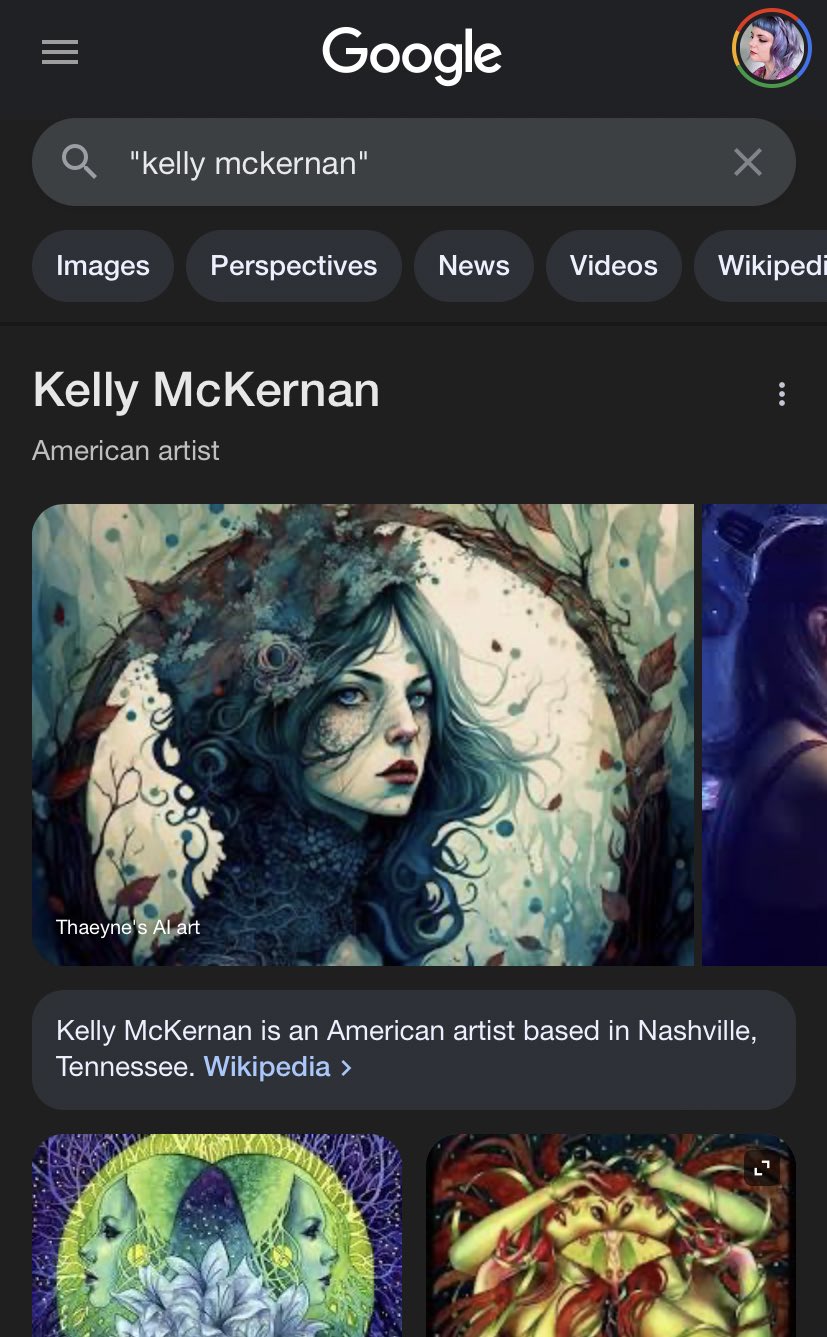 Google
"kelly mckernan"
Images Perspectives News Videos Wikipedi
Kelly McKernan
American artist
Thaeyne's AI art
Kelly McKernan is an American artist based in Nashville,
Tennessee. Wikipedia